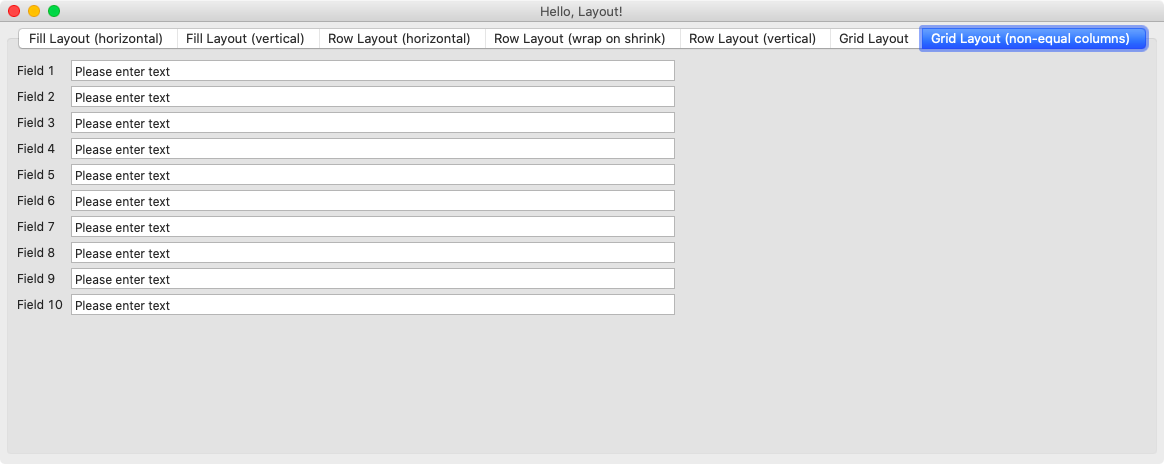 Hello, Layout!
Fill Layout (horizontal) Fill Layout (vertical) Row Layout (horizontal) Row Layout (wrap on shrink) Row Layout (vertical) Grid Layout Grid Layout (non-equal columns)
Field 1 Please enter text
Field 2 Please enter text
Field 3 Please enter text
Field 4 Please enter text
Field 5 Please enter text
Field 6 Please enter text
Field 7 Please enter text
Field 8 Please enter text
Field 9 Please enter text
Field 10 Please enter text